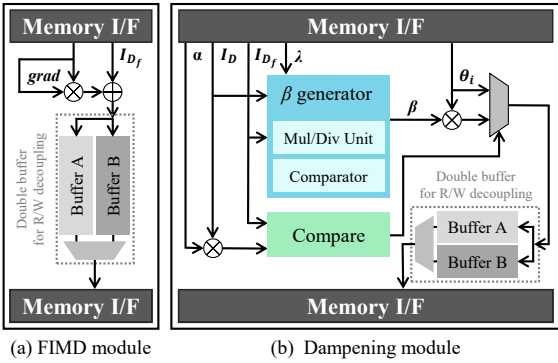 Memory I/F
grad
I_{D_f}
Double buffer
for R/W decoupling
Buffer A
Buffer B
Memory I/F
(a) FIMD module
Memory I/F
α
I_D
I_{D_f}
λ
θ_i
β generator
β
Mul/Div Unit
Comparator
Compare
Double buffer
for R/W decoupling
Buffer A
Buffer B
Memory I/F
(b) Dampening module